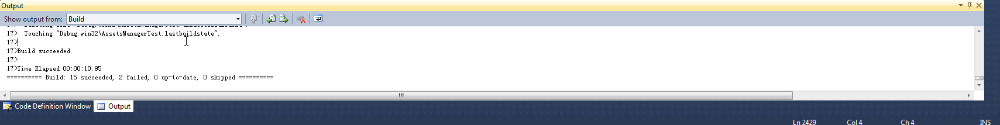 Output
Show output from: Build
17>  Touching "Debug.win32\AssetsManagerTest.lastbuildstate".
17>
17>Build succeeded.
17>
17>Time Elapsed 00:00:10.95
========== Build: 15 succeeded, 2 failed, 0 up-to-date, 0 skipped ==========
Code Definition Window Output
Ln 2429 Col 4 Ch 4 INS